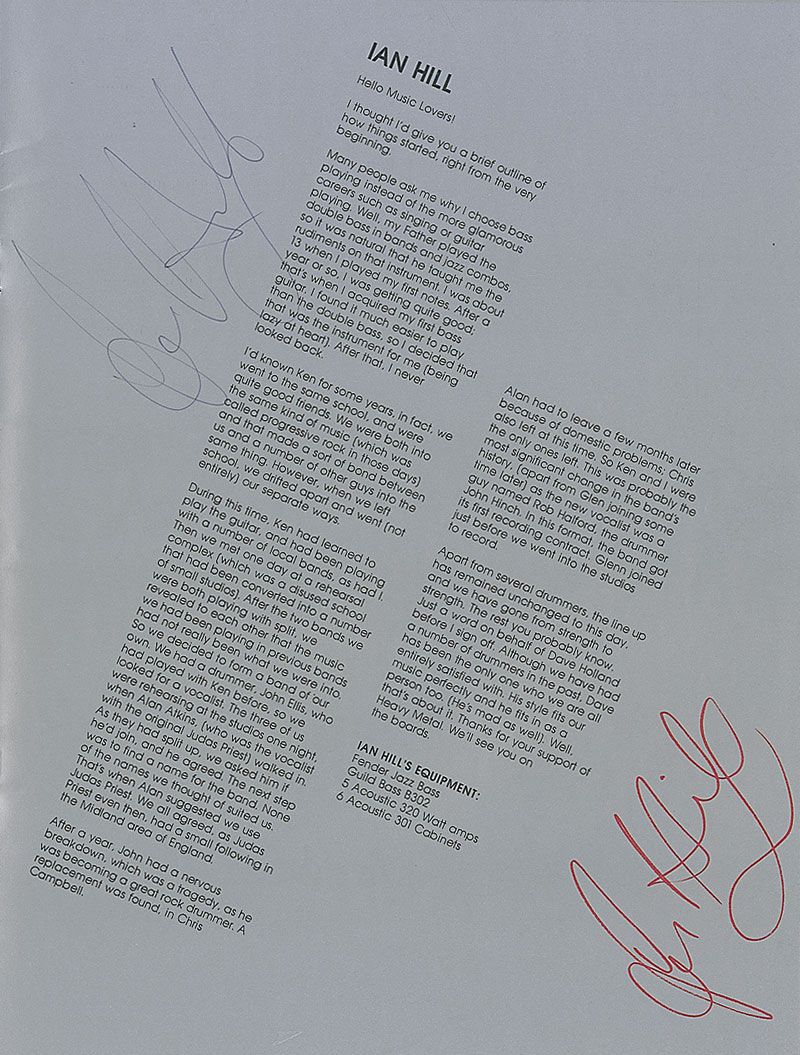 IAN HILL
Hello Music Lovers!
I thought I'd give you a brief outline of
how things started, right from the very
beginning.
Many people ask me why I choose bass
playing instead of the more glamorous
careers such as singing or guitar
playing. Well, my Father played the
double bass in bands and jazz combos,
so it was natural that he taught me the
rudiments on that instrument. I was about
13 when I played my first notes. After a
year or so, I was getting quite good;
that's when I acquired my first bass
guitar. I found it much easier to play
than the double bass, so I decided that
that was the instrument for me (being
lazy at heart). After that, I never
looked back.
I'd known Ken for some years, in fact, we
went to the same school, and were
quite good friends. We were both into
the same kind of music (which was
called progressive rock in those days)
and that made a sort of bond between
us and a number of other guys into the
same thing. However, when we left
school, we drifted apart and went (not
entirely) our separate ways.
During this time, Ken had learned to
play the guitar, and had been playing
with a number of local bands, as had I.
Then we met one day at a rehearsal
complex (which was a disused school
that had been converted into a number
of small studios). After the two bands we
were both playing with split, we
revealed to each other that the music
we had been playing in previous bands
had not really been what we were into.
So we decided to form a band of our
own. We had a drummer, John Ellis, who
had played with Ken before, so we
looked for a vocalist. The three of us
were rehearsing at the studios one night,
when Alan Atkins, (who was the vocalist
with the original Judas Priest) walked in.
As they had split up, we asked him if
he'd join, and he agreed. The next step
was to find a name for the band. None
of the names we thought of suited us.
That's when Alan suggested we use
Judas Priest. We all agreed, as Judas
Priest even then, had a small following in
the Midland area of England.
After a year, John had a nervous
breakdown, which was a tragedy, as he
was becoming a great rock drummer. A
replacement was found, in Chris
Campbell.
Alan had to leave a few months later
because of domestic problems; Chris
also left at this time. So Ken and I were
the only ones left. This was probably the
most significant change in the band's
history, (apart from Glen joining some
time later) as the new vocalist was a
guy named Rob Halford, the drummer
John Hinch. In this format, the band got
its first recording contract, Glenn joined
just before we went into the studios
to record.
Apart from several drummers, the line up
has remained unchanged to this day,
and we have gone from strength to
strength. The rest you probably know.
Just a word on behalf of Dave Holland
before I sign off. Although we have had
a number of drummers in the past, Dave
has been the only one who we are all
entirely satisfied with. His style fits our
music perfectly and he fits in as a
person too. (He's mad as well). Well,
that's about it. Thanks for your support of
Heavy Metal. We'll see you on
the boards.
IAN HILL'S EQUIPMENT:
Fender Jazz Bass
Guild Bass B302
5 Acoustic 320 Watt amps
6 Acoustic 301 Cabinets
Ian Hill
Ian Hill